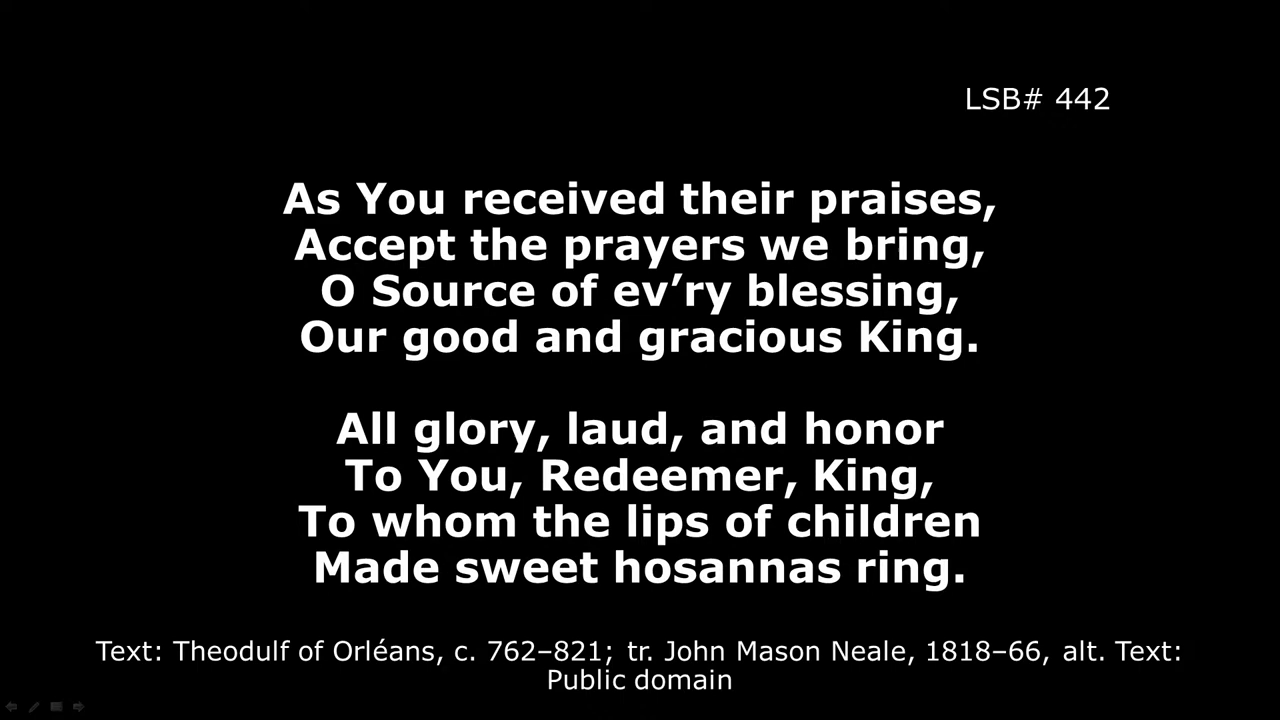 LSB# 442
As You received their praises,
Accept the prayers we bring,
O Source of ev’ry blessing,
Our good and gracious King.
All glory, laud, and honor
To You, Redeemer, King,
To whom the lips of children
Made sweet hosannas ring.
Text: Theodulf of Orléans, c. 762–821; tr. John Mason Neale, 1818–66, alt. Text:
Public domain